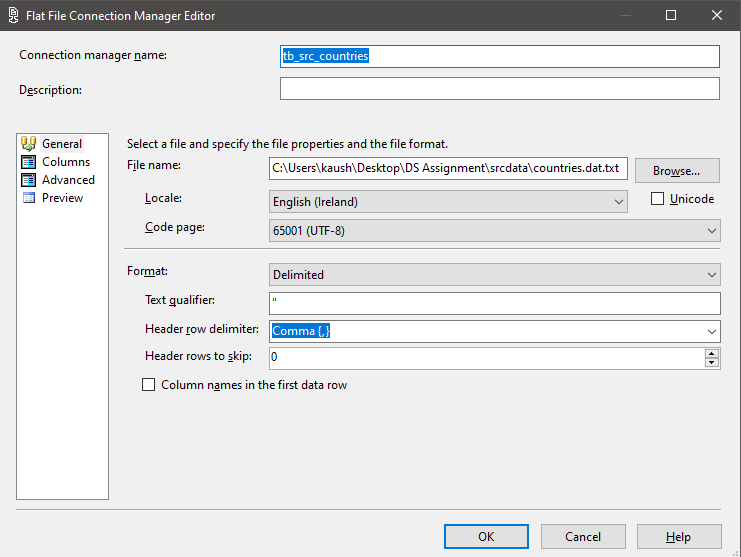 Flat File Connection Manager Editor
Connection manager name: tb_src_countries
Description:
General
Columns
Advanced
Preview
Select a file and specify the file properties and the file format.
File name: C:\Users\kaush\Desktop\DS Assignment\srcdata\countries.dat.txt Browse...
Locale: English (Ireland) Unicode
Code page: 65001 (UTF-8)
Format: Delimited
Text qualifier: "
Header row delimiter: Comma {,}
Header rows to skip: 0
Column names in the first data row
OK Cancel Help